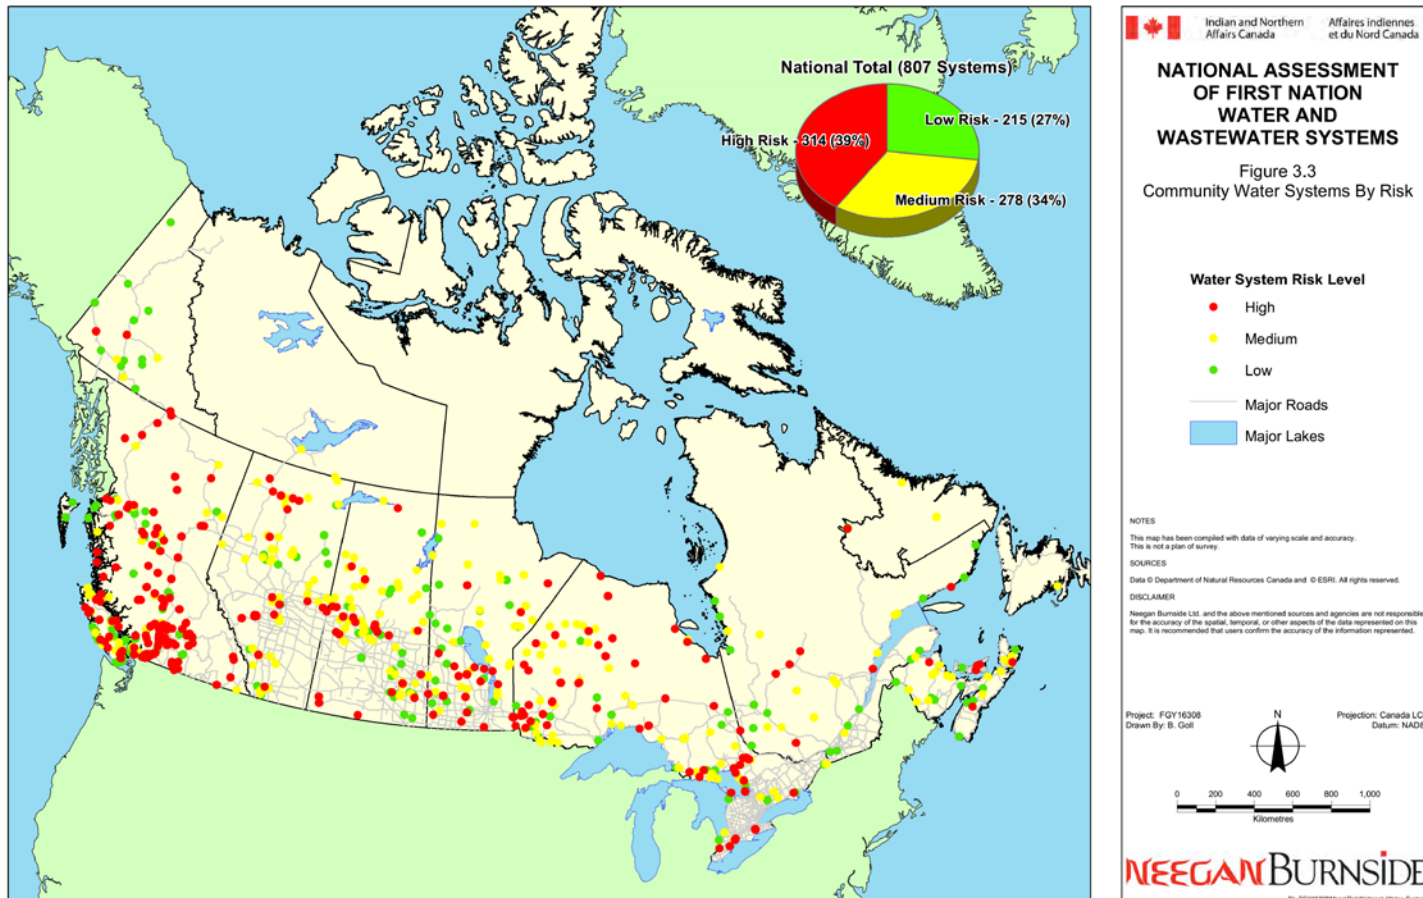 National Total (807 Systems)
Low Risk - 215 (27%)
High Risk - 314 (39%)
Medium Risk - 278 (34%)
Indian and Northern Affaires indiennes
Affairs Canada et du Nord Canada
NATIONAL ASSESSMENT
OF FIRST NATION
WATER AND
WASTEWATER SYSTEMS
Figure 3.3
Community Water Systems By Risk
Water System Risk Level
High
Medium
Low
Major Roads
Major Lakes
NOTES
This map has been compiled with data of varying scale and accuracy.
This is not a plan of survey.
SOURCES
Data © Department of Natural Resources Canada and © ESRI. All rights reserved.
DISCLAIMER
Neegan Burnside Ltd. and the above mentioned sources and agencies are not responsible
for the accuracy of the spatial, temporal, or other aspects of the data represented on this
map. It is recommended that users confirm the accuracy of the information represented.
Project: FGY16308
Drawn By: B. Goll
N
Projection: Canada LC
Datum: NAD8
0 200 400 600 800 1,000
Kilometres
NEEGAN BURNSIDE